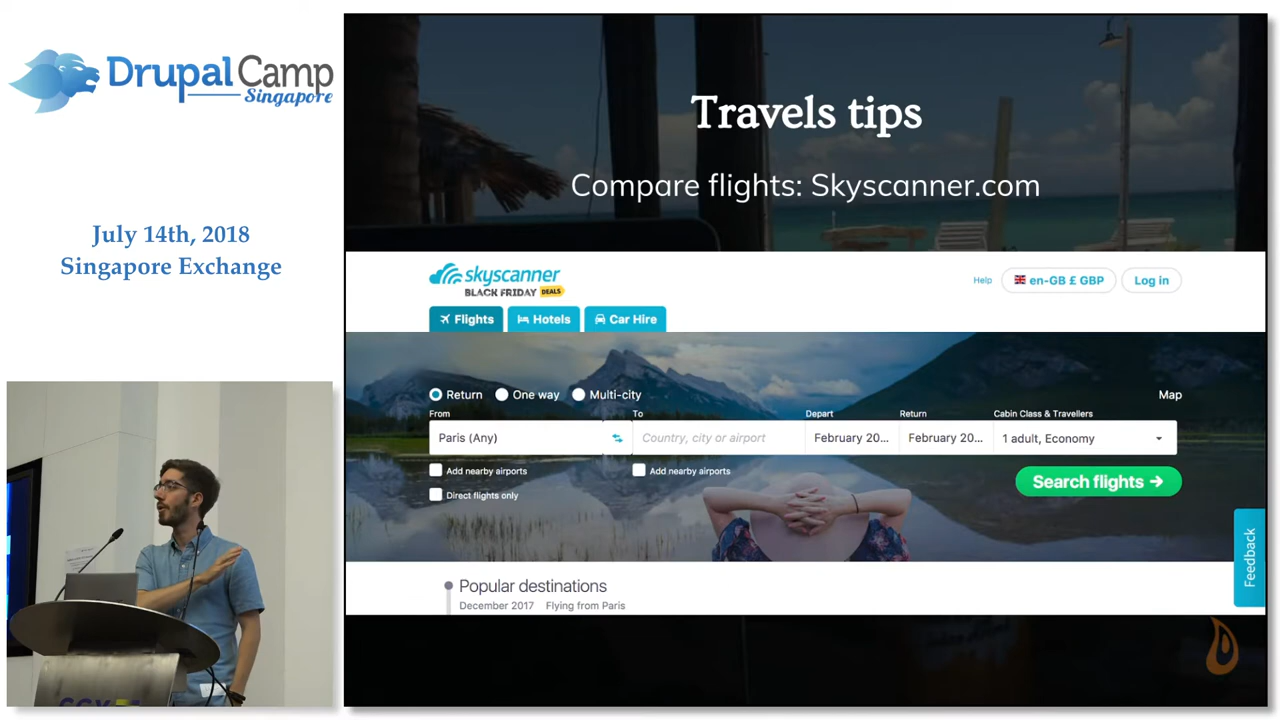 DrupalCamp
Singapore
July 14th, 2018
Singapore Exchange
Travels tips
Compare flights: Skyscanner.com
skyscanner
BLACK FRIDAY DEALS
Help
en-GB £ GBP
Log in
Flights
Hotels
Car Hire
Return
One way
Multi-city
Map
From
To
Depart
Return
Cabin Class & Travellers
Paris (Any)
Country, city or airport
February 20...
February 20...
1 adult, Economy
Add nearby airports
Add nearby airports
Direct flights only
Search flights
Feedback
Popular destinations
December 2017 Flying from Paris